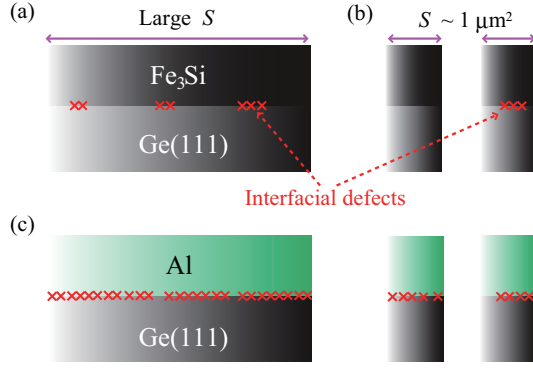 (a)
Large S
(b)
S ~ 1 μm²
Fe₃Si
Ge(111)
Interfacial defects
(c)
Al
Ge(111)